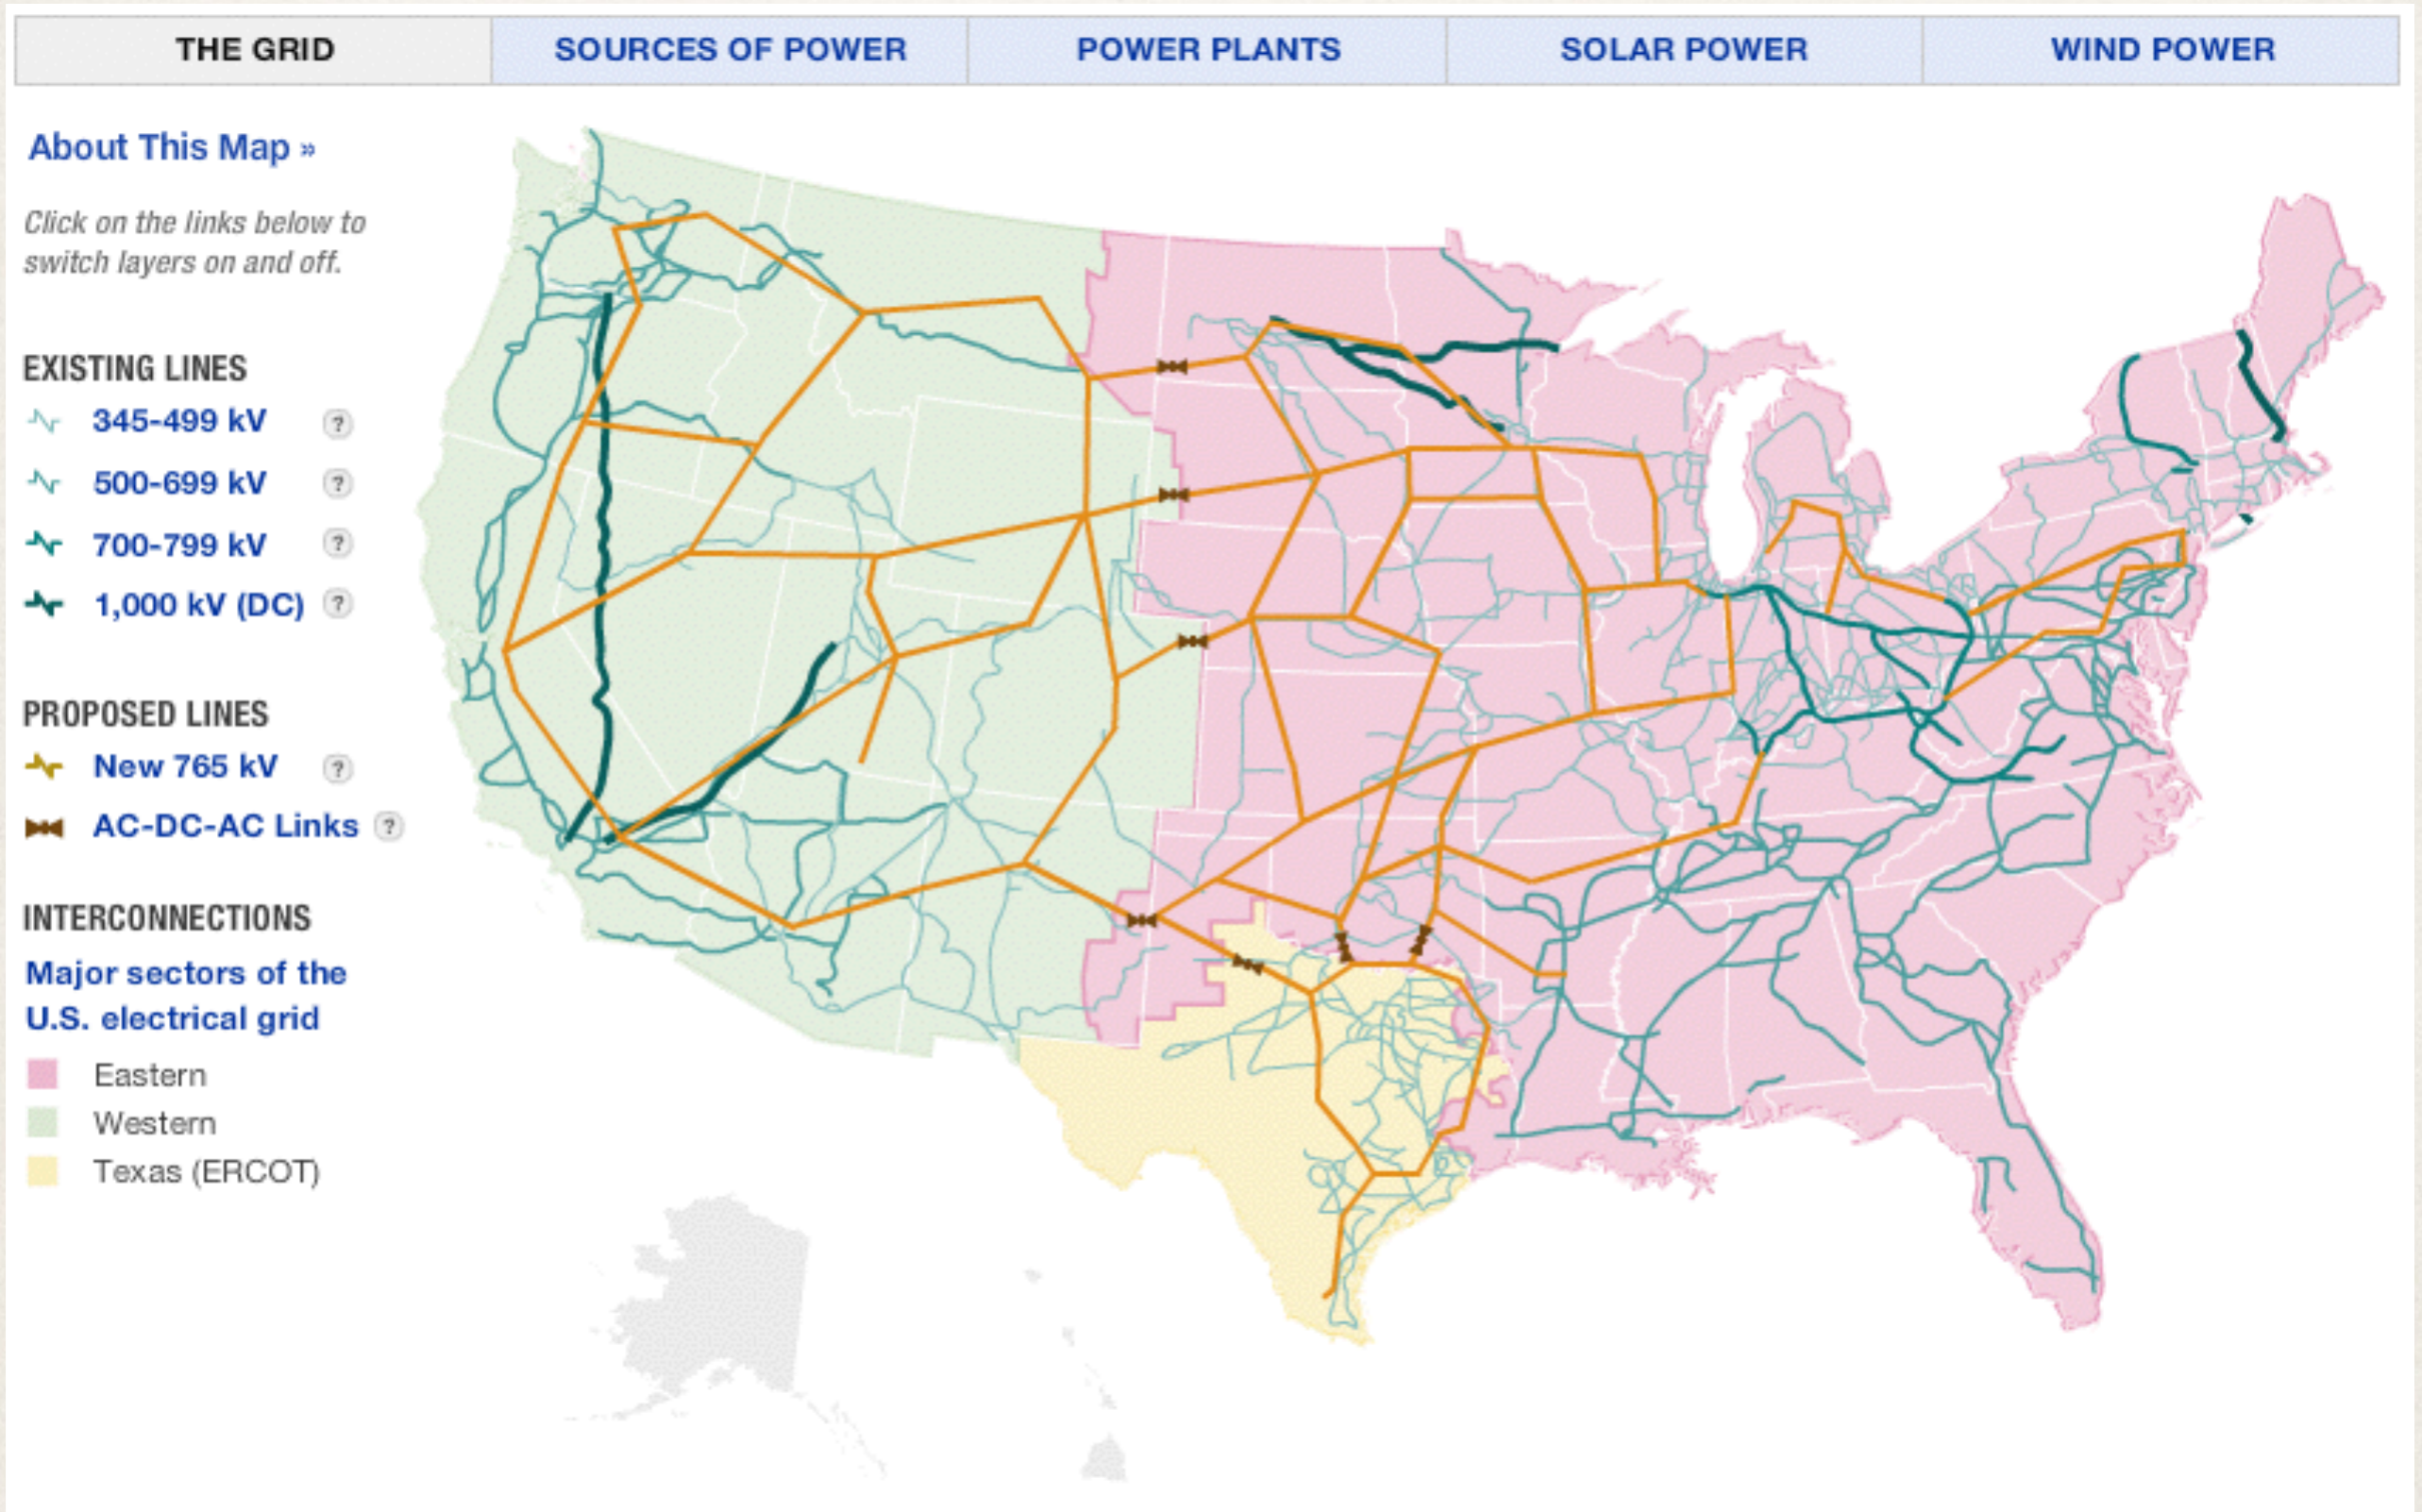 THE GRID
SOURCES OF POWER
POWER PLANTS
SOLAR POWER
WIND POWER
About This Map »
Click on the links below to
switch layers on and off.
EXISTING LINES
345-499 kV ?
500-699 kV ?
700-799 kV ?
1,000 kV (DC) ?
PROPOSED LINES
New 765 kV ?
AC-DC-AC Links ?
INTERCONNECTIONS
Major sectors of the
U.S. electrical grid
Eastern
Western
Texas (ERCOT)